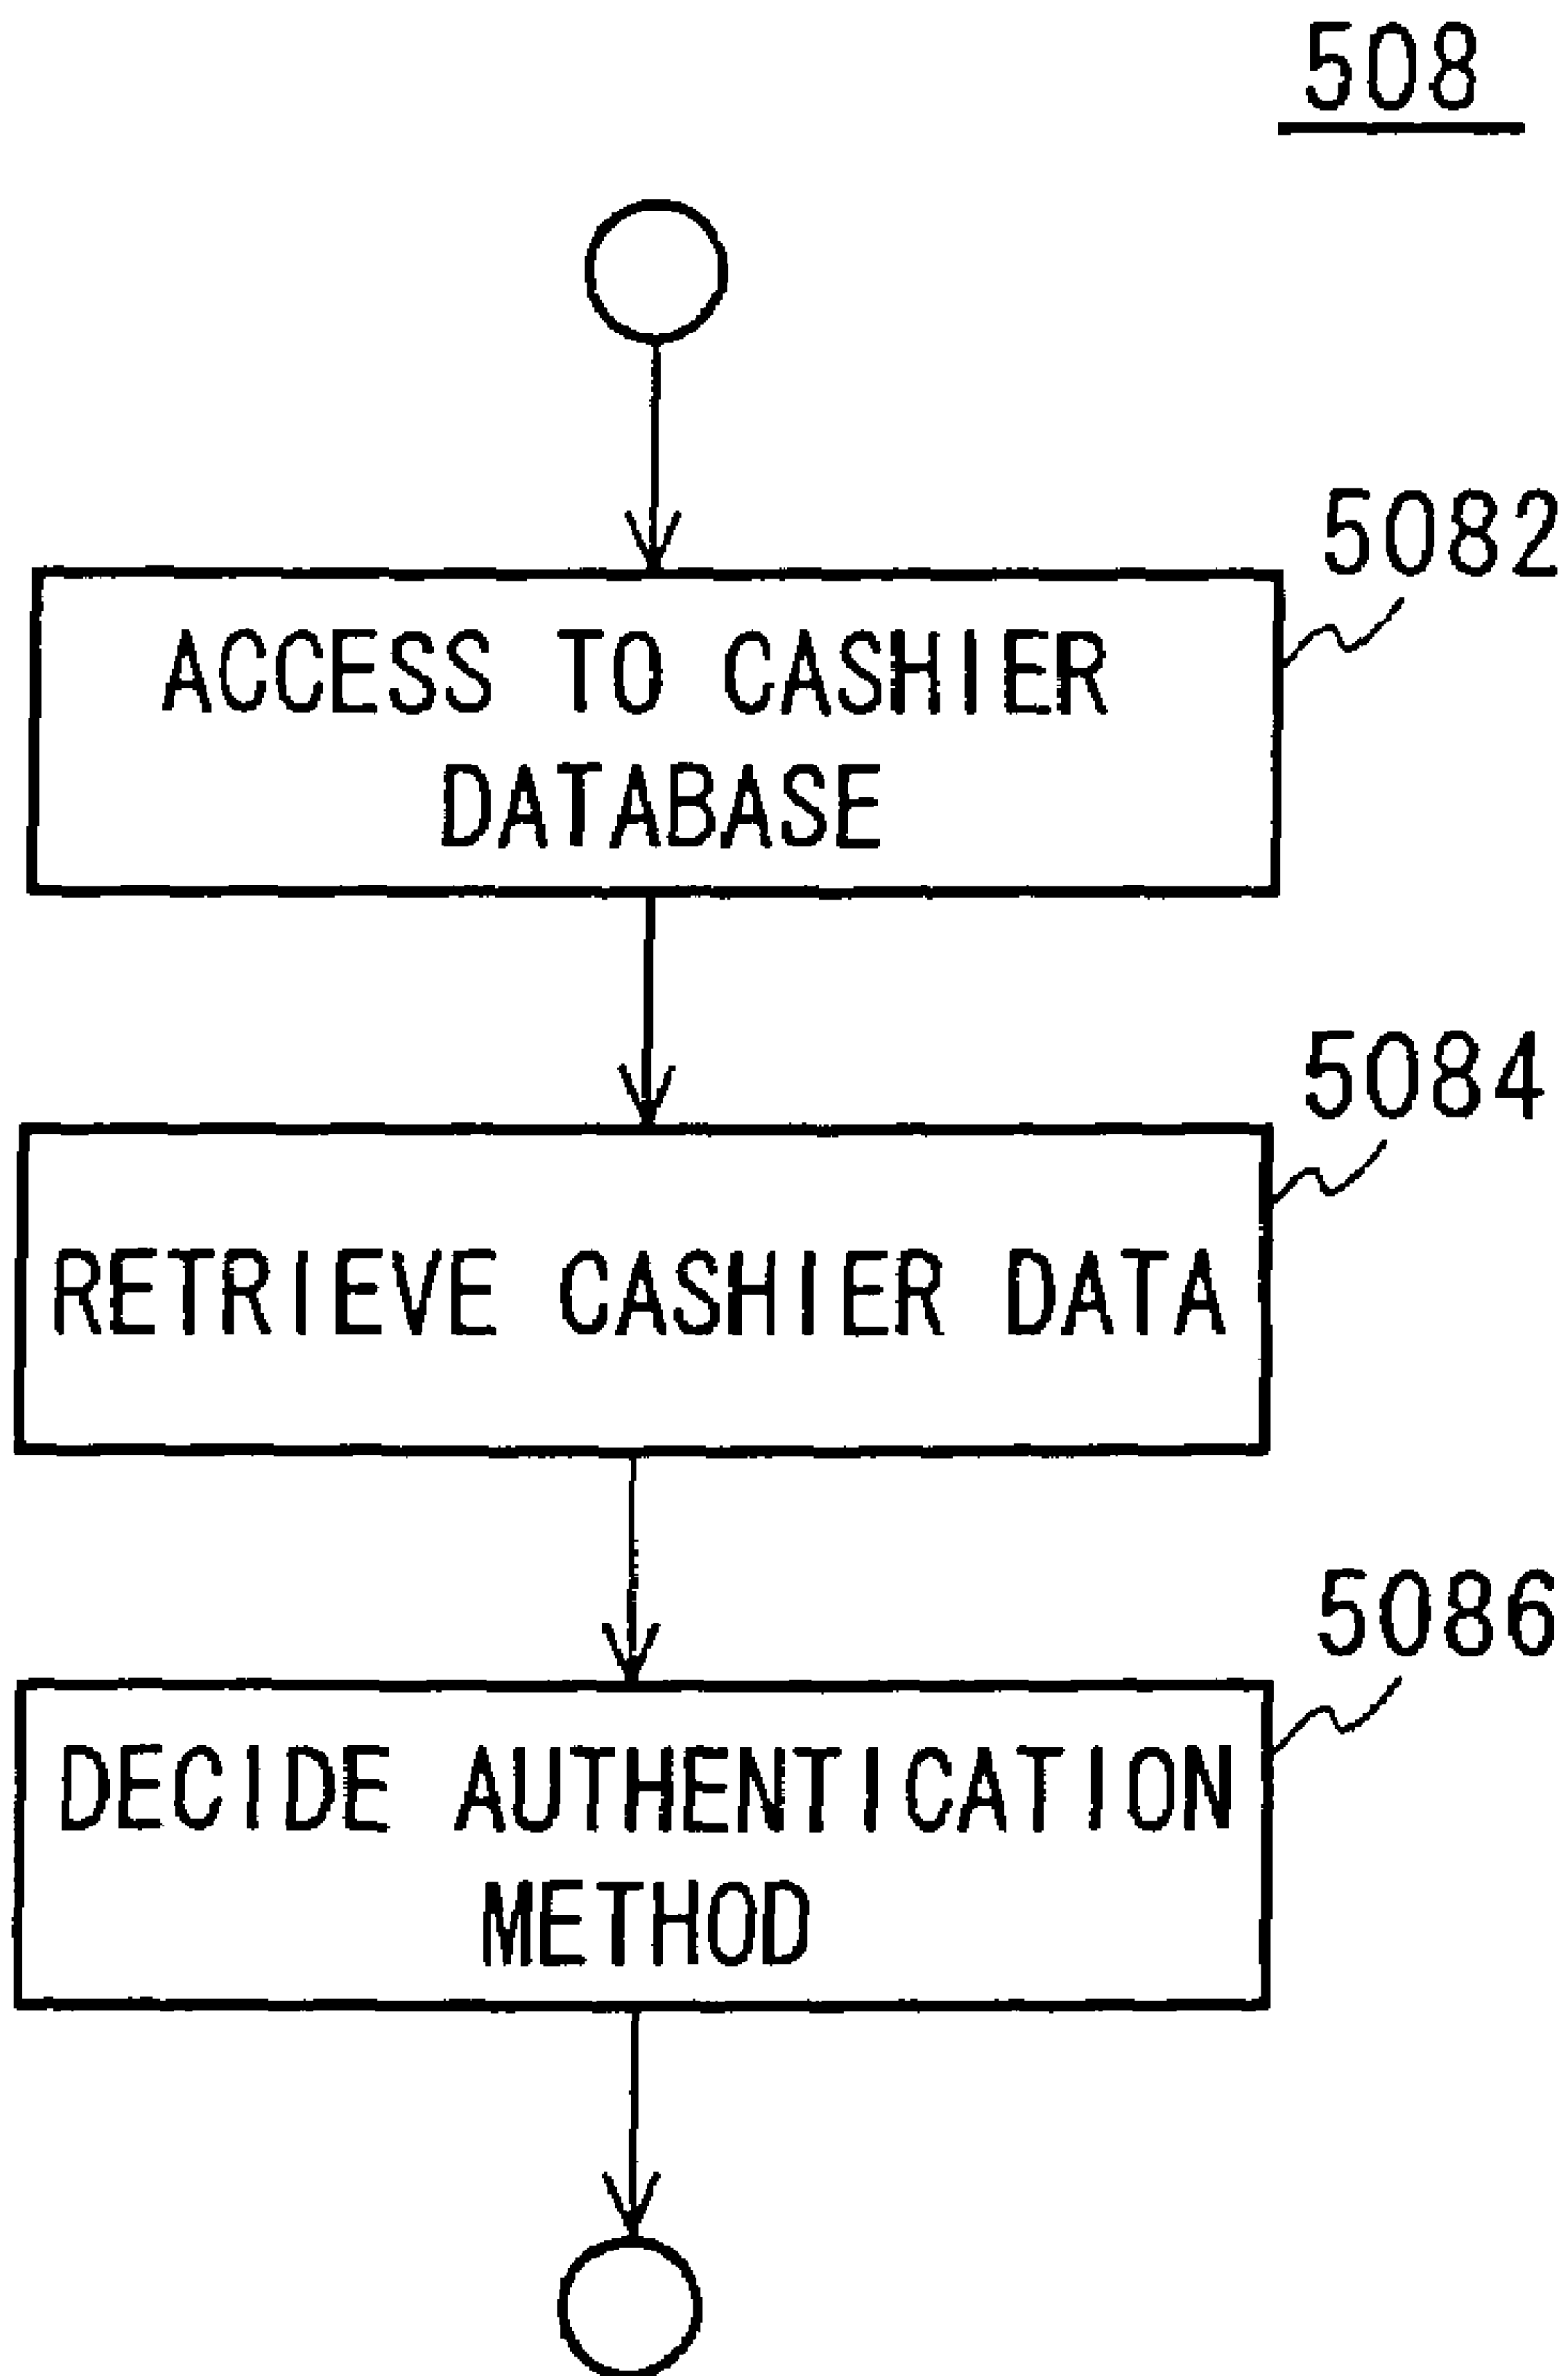 508
5082
ACCESS TO CASHIER
DATABASE
5084
RETRIEVE CASHIER DATA
5086
DECIDE AUTHENTICATION
METHOD